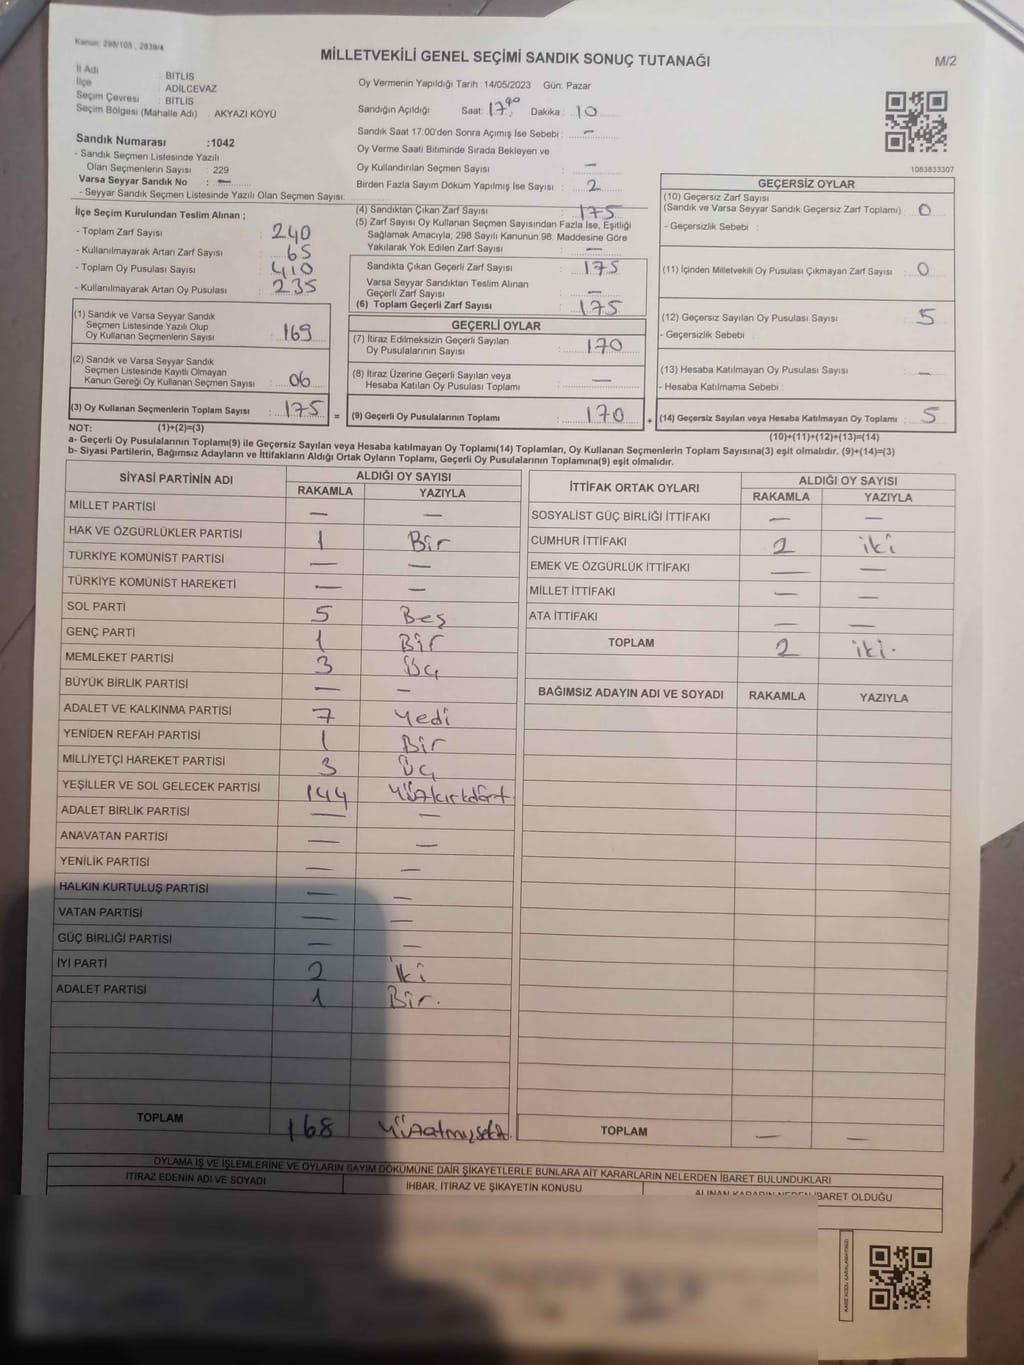 Kanun: 298/105 , 2839/4
MİLLETVEKİLİ GENEL SEÇİMİ SANDIK SONUÇ TUTANAĞI
M/2
İl Adı : BİTLİS
İlçe : ADİLCEVAZ
Seçim Çevresi : BİTLİS
Seçim Bölgesi (Mahalle Adı) : AKYAZI KÖYÜ
Sandık Numarası :1042
- Sandık Seçmen Listesinde Yazılı
Olan Seçmenlerin Sayısı : 229
Varsa Seyyar Sandık No : —
- Seyyar Sandık Seçmen Listesinde Yazılı Olan Seçmen Sayısı:
İlçe Seçim Kurulundan Teslim Alınan ;
- Toplam Zarf Sayısı : 240
- Kullanılmayarak Artan Zarf Sayısı : 65
- Toplam Oy Pusulası Sayısı : 410
- Kullanılmayarak Artan Oy Pusulası : 235
(1) Sandık ve Varsa Seyyar Sandık
Seçmen Listesinde Yazılı Olup
Oy Kullanan Seçmenlerin Sayısı : 169
(2) Sandık ve Varsa Seyyar Sandık
Seçmen Listesinde Kayıtlı Olmayan
Kanun Gereği Oy Kullanan Seçmen Sayısı : 06
(3) Oy Kullanan Seçmenlerin Toplam Sayısı : 175 =
Oy Vermenin Yapıldığı Tarih : 14/05/2023 Gün: Pazar
Sandığın Açıldığı Saat: 17 Dakika : 10
Sandık Saat 17.00'den Sonra Açımış İse Sebebi : —
Oy Verme Saati Bitiminde Sırada Bekleyen ve
Oy Kullandırılan Seçmen Sayısı : —
Birden Fazla Sayım Döküm Yapılmış İse Sayısı : 2
(4) Sandıktan Çıkan Zarf Sayısı : 175
(5) Zarf Sayısı Oy Kullanan Seçmen Sayısından Fazla İse, Eşitliği
Sağlamak Amacıyla; 298 Sayılı Kanunun 98. Maddesine Göre
Yakılarak Yok Edilen Zarf Sayısı : —
Sandıkta Çıkan Geçerli Zarf Sayısı : 175
Varsa Seyyar Sandıktan Teslim Alınan
Geçerli Zarf Sayısı : —
(6) Toplam Geçerli Zarf Sayısı : 175
GEÇERLİ OYLAR
(7) İtiraz Edilmeksizin Geçerli Sayılan
Oy Pusulalarının Sayısı : 170
(8) İtiraz Üzerine Geçerli Sayılan veya
Hesaba Katılan Oy Pusulası Toplamı : —
(9) Geçerli Oy Pusulalarının Toplamı : 170 +
1083833307
GEÇERSİZ OYLAR
(10) Geçersiz Zarf Sayısı
(Sandık ve Varsa Seyyar Sandık Geçersiz Zarf Toplamı) : 0
- Geçersizlik Sebebi :
(11) İçinden Milletvekili Oy Pusulası Çıkmayan Zarf Sayısı : 0
(12) Geçersiz Sayılan Oy Pusulası Sayısı : 5
- Geçersizlik Sebebi :
(13) Hesaba Katılmayan Oy Pusulası Sayısı : —
- Hesaba Katılmama Sebebi :
(14) Geçersiz Sayılan veya Hesaba Katılmayan Oy Toplamı : 5
NOT: (1)+(2)=(3) (10)+(11)+(12)+(13)=(14)
a- Geçerli Oy Pusulalarının Toplamı(9) ile Geçersiz Sayılan veya Hesaba katılmayan Oy Toplamı(14) Toplamları, Oy Kullanan Seçmenlerin Toplam Sayısına(3) eşit olmalıdır. (9)+(14)=(3)
b- Siyasi Partilerin, Bağımsız Adayların ve İttifakların Aldığı Ortak Oyların Toplamı, Geçerli Oy Pusulalarının Toplamına(9) eşit olmalıdır.
SİYASİ PARTİNİN ADI ALDIĞI OY SAYISI
RAKAMLA YAZIYLA
MİLLET PARTİSİ — —
HAK VE ÖZGÜRLÜKLER PARTİSİ 1 Bir
TÜRKİYE KOMÜNİST PARTİSİ — —
TÜRKİYE KOMÜNİST HAREKETİ — —
SOL PARTİ 5 Beş
GENÇ PARTİ 1 Bir
MEMLEKET PARTİSİ 3 Üç
BÜYÜK BİRLİK PARTİSİ — —
ADALET VE KALKINMA PARTİSİ 7 Yedi
YENİDEN REFAH PARTİSİ 1 Bir
MİLLİYETÇİ HAREKET PARTİSİ 3 Üç
YEŞİLLER VE SOL GELECEK PARTİSİ 144 Yüzkırkdört
ADALET BİRLİK PARTİSİ — —
ANAVATAN PARTİSİ — —
YENİLİK PARTİSİ — —
HALKIN KURTULUŞ PARTİSİ — —
VATAN PARTİSİ — —
GÜÇ BİRLİĞİ PARTİSİ — —
İYİ PARTİ 2 İki
ADALET PARTİSİ 1 Bir.
TOPLAM 168
İTTİFAK ORTAK OYLARI ALDIĞI OY SAYISI
RAKAMLA YAZIYLA
SOSYALİST GÜÇ BİRLİĞİ İTTİFAKI — —
CUMHUR İTTİFAKI 2 iki
EMEK VE ÖZGÜRLÜK İTTİFAKI — —
MİLLET İTTİFAKI — —
ATA İTTİFAKI — —
TOPLAM 2 iki.
BAĞIMSIZ ADAYIN ADI VE SOYADI RAKAMLA YAZIYLA
TOPLAM — —
OYLAMA İŞ VE İŞLEMLERİNE VE OYLARIN SAYIM DÖKÜMÜNE DAİR ŞİKAYETLERLE BUNLARA AİT KARARLARIN NELERDEN İBARET BULUNDUKLARI
İTİRAZ EDENİN ADI VE SOYADI İHBAR, İTİRAZ VE ŞİKAYETİN KONUSU ALINAN KARARIN NEDEN İBARET OLDUĞU